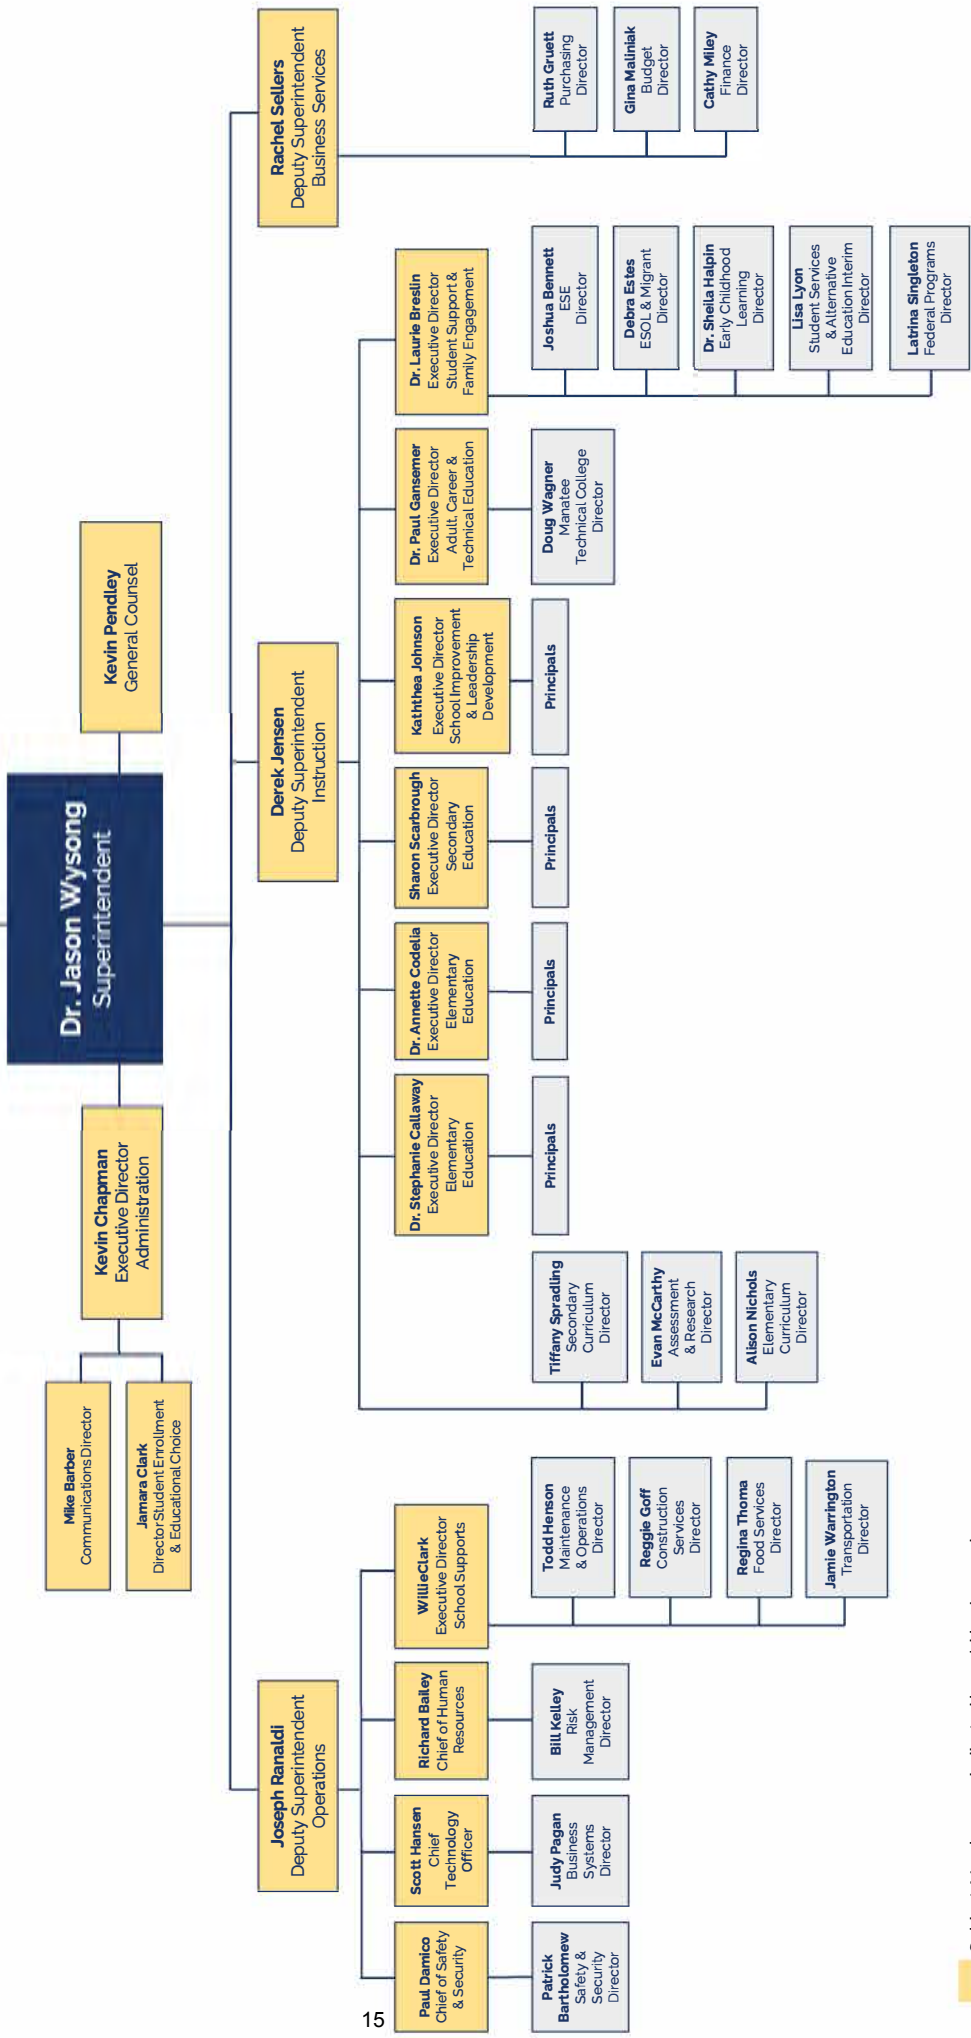 Dr. Jason Wysong
Superintendent
Kevin Pendley
General Counsel
Kevin Chapman
Executive Director
Administration
Mike Barber
Communications Director
Jamara Clark
Director Student Enrollment
& Educational Choice
Joseph Ranaldi
Deputy Superintendent
Operations
Derek Jensen
Deputy Superintendent
Instruction
Rachel Sellers
Deputy Superintendent
Business Services
Paul Damico
Chief of Safety
& Security
Scott Hansen
Chief
Technology
Officer
Richard Bailey
Chief of Human
Resources
WillieClark
Executive Director
School Supports
Dr. Stephanie Callaway
Executive Director
Elementary
Education
Dr. Annette Codelia
Executive Director
Elementary
Education
Sharon Scarbrough
Executive Director
Secondary
Education
Kaththea Johnson
Executive Director
School Improvement
& Leadership
Development
Dr. Paul Gansemer
Executive Director
Adult, Career &
Technical Education
Dr. Laurie Breslin
Executive Director
Student Support &
Family Engagement
Patrick
Bartholomew
Safety &
Security
Director
Judy Pagan
Business
Systems
Director
Bill Kelley
Risk
Management
Director
Todd Henson
Maintenance
& Operations
Director
Reggie Goff
Construction
Services
Director
Regina Thoma
Food Services
Director
Jamie Warrington
Transportation
Director
Tiffany Spradling
Secondary
Curriculum
Director
Evan McCarthy
Assessment
& Research
Director
Alison Nichols
Elementary
Curriculum
Director
Principals
Principals
Principals
Principals
Doug Wagner
Manatee
Technical College
Director
Joshua Bennett
ESE
Director
Debra Estes
ESOL & Migrant
Director
Dr. Sheila Halpin
Early Childhood
Learning
Director
Lisa Lyon
Student Services
& Alternative
Education Interim
Director
Latrina Singleton
Federal Programs
Director
Ruth Gruett
Purchasing
Director
Gina Maliniak
Budget
Director
Cathy Miley
Finance
Director
15